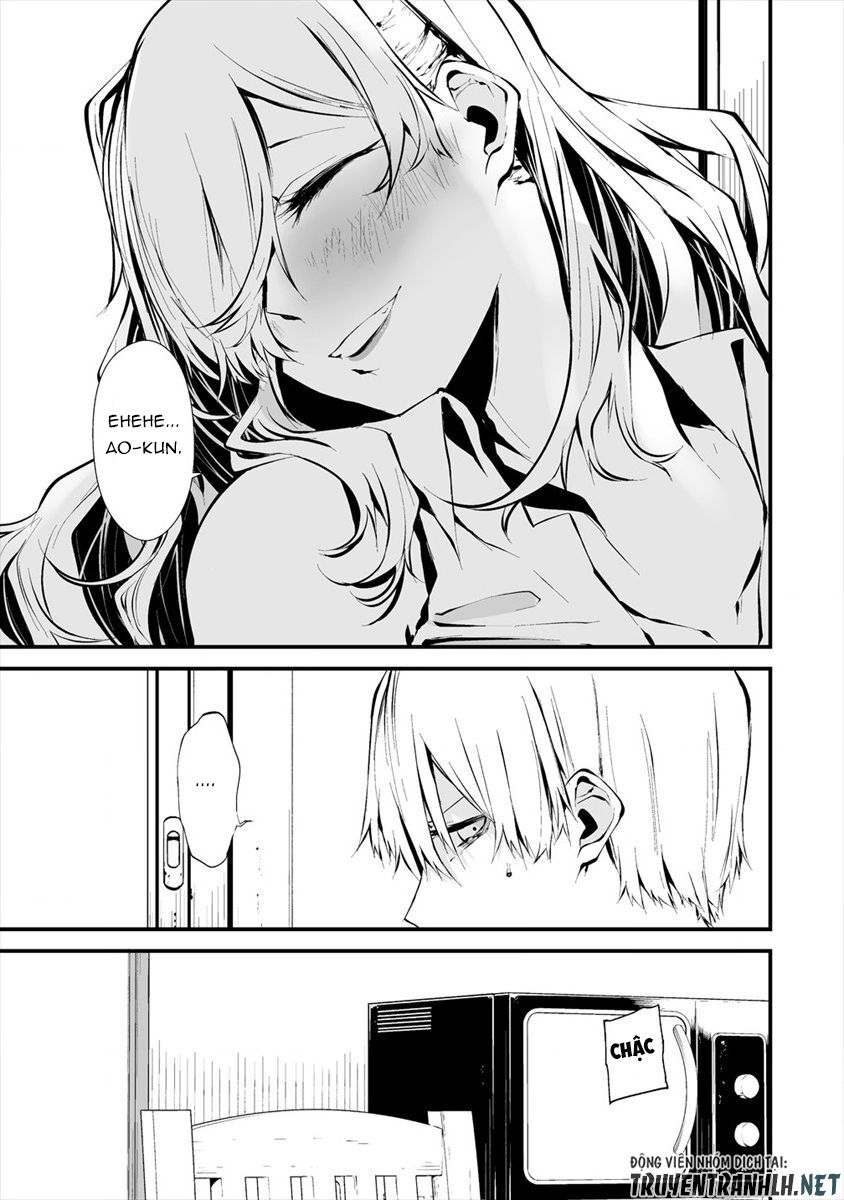 EHEHE...
AO-KUN.
....
CHẬC
ĐỘNG VIÊN NHÓM DỊCH TẠI:
TRUYENTRANHLH.NET